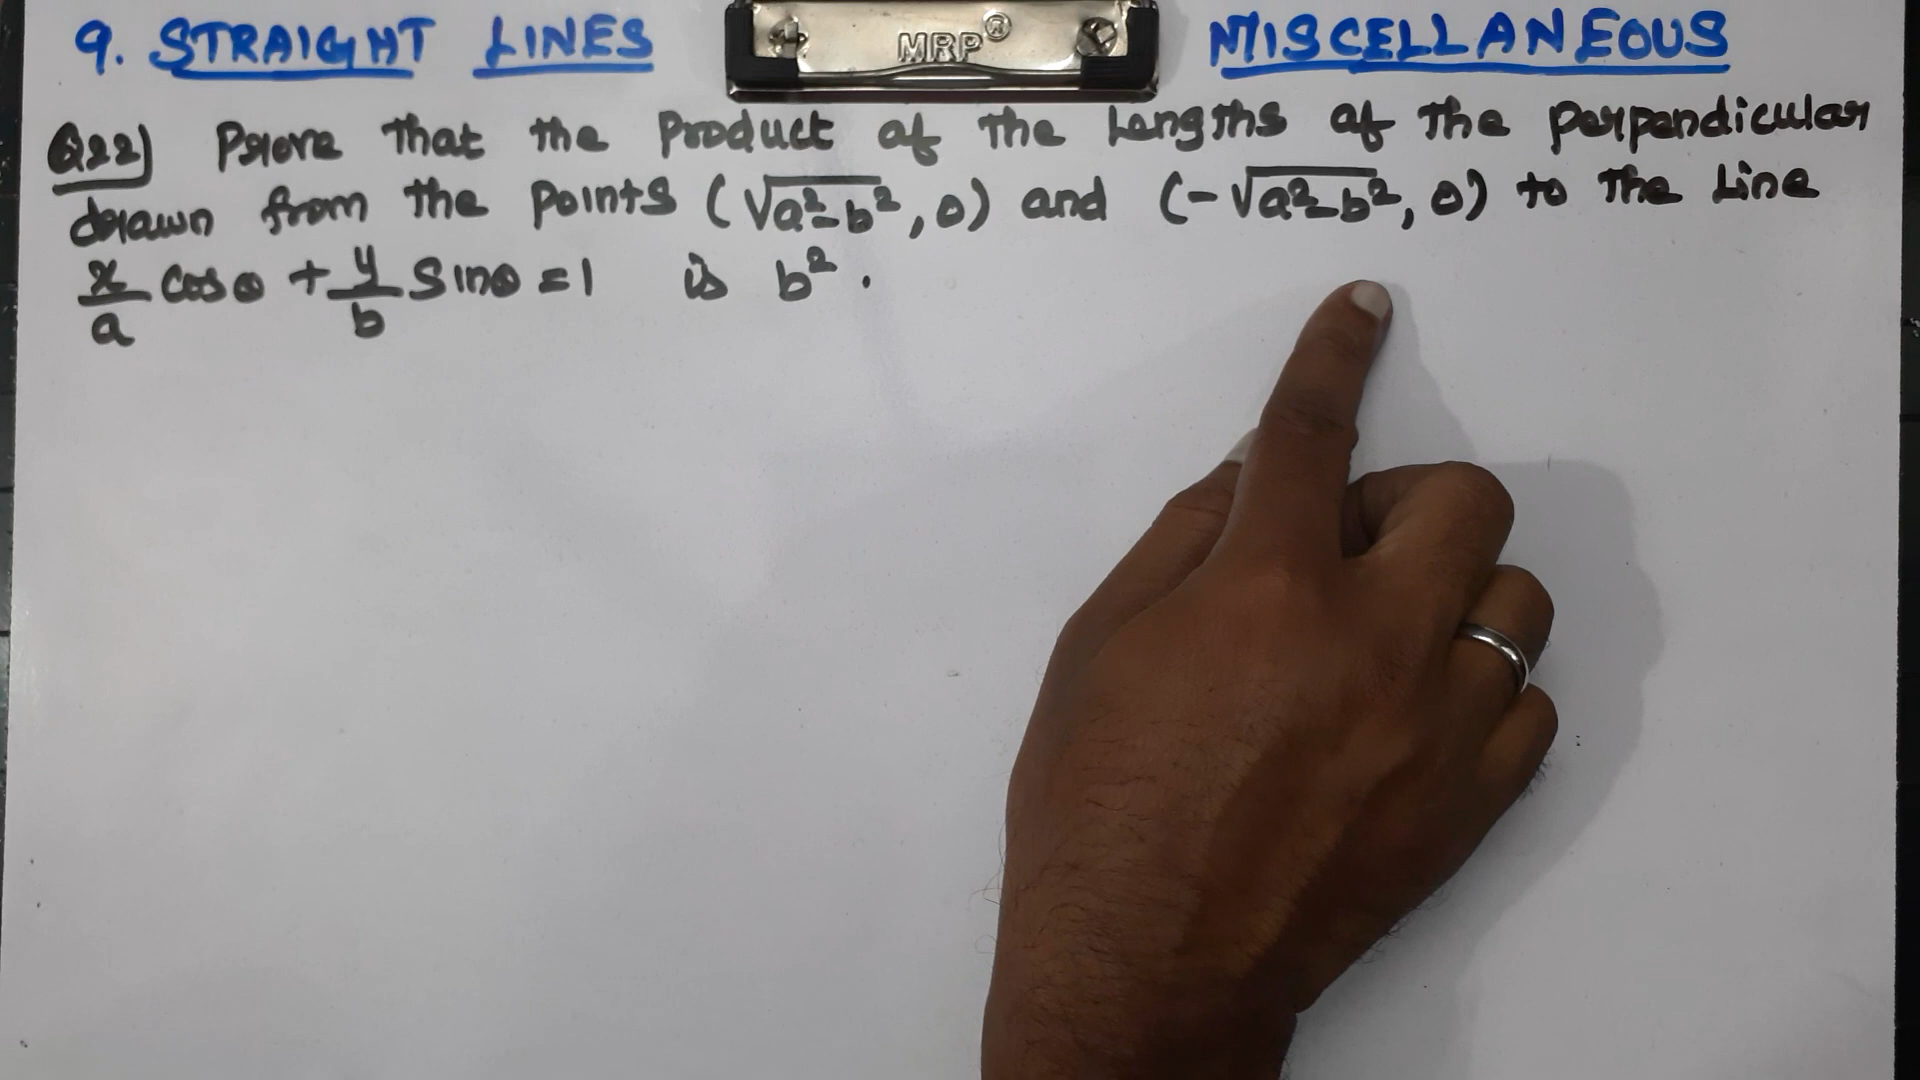 9. STRAIGHT LINES
MRP®
MISCELLANEOUS
Q22) Prove that the Product of the Lengths of the perpendicular
drawn from the points (√a²-b², 0) and (-√a²-b², 0) to the Line
x/a cosθ + y/b sinθ = 1 is b².